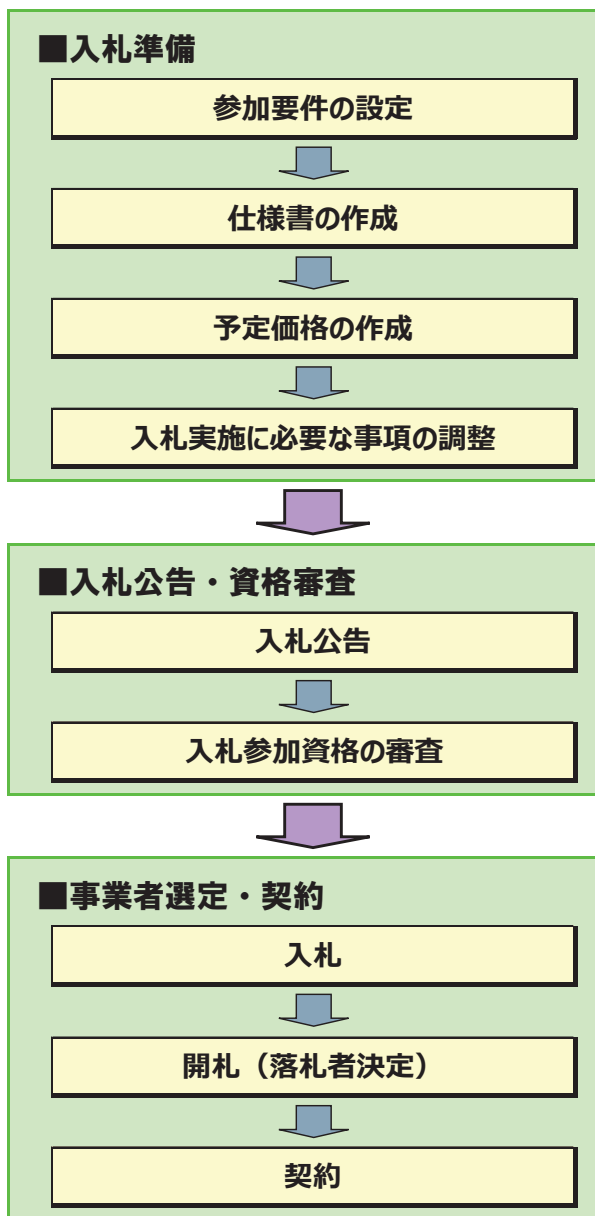 ■入札準備
参加要件の設定
仕様書の作成
予定価格の作成
入札実施に必要な事項の調整
■入札公告・資格審査
入札公告
入札参加資格の審査
■事業者選定・契約
入札
開札（落札者決定）
契約